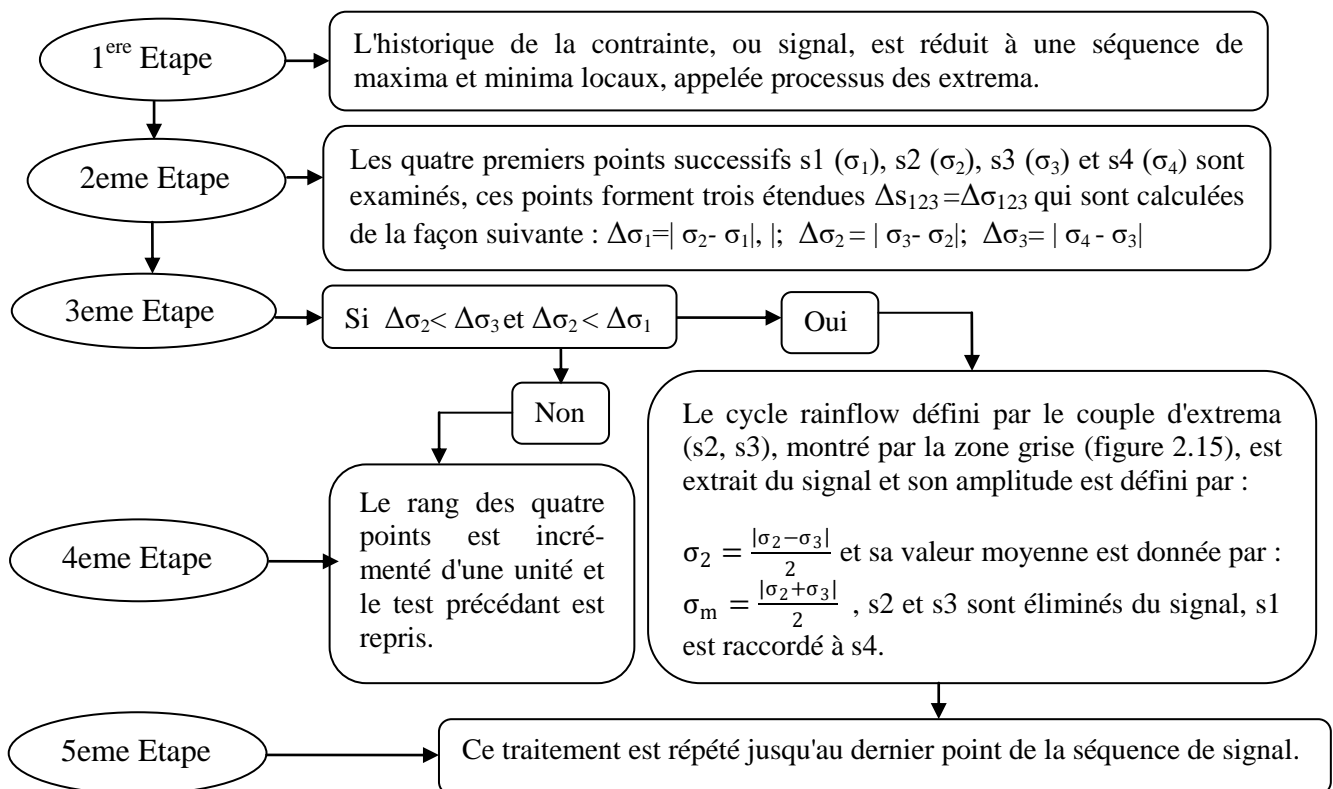 1ere Etape
L'historique de la contrainte, ou signal, est réduit à une séquence de
maxima et minima locaux, appelée processus des extrema.
2eme Etape
Les quatre premiers points successifs s1 (σ₁), s2 (σ₂), s3 (σ₃) et s4 (σ₄) sont
examinés, ces points forment trois étendues Δs₁₂₃=Δσ₁₂₃ qui sont calculées
de la façon suivante : Δσ₁=| σ₂- σ₁|, |; Δσ₂ = | σ₃- σ₂|; Δσ₃= | σ₄ - σ₃|
3eme Etape
Si Δσ₂< Δσ₃ et Δσ₂ < Δσ₁
Oui
Non
Le cycle rainflow défini par le couple d'extrema
(s2, s3), montré par la zone grise (figure 2.15), est
extrait du signal et son amplitude est défini par :
σ₂ = |σ₂−σ₃|/2 et sa valeur moyenne est donnée par :
σₘ = |σ₂+σ₃|/2 , s2 et s3 sont éliminés du signal, s1
est raccordé à s4.
4eme Etape
Le rang des quatre
points est incré-
menté d'une unité et
le test précédant est
repris.
5eme Etape
Ce traitement est répété jusqu'au dernier point de la séquence de signal.